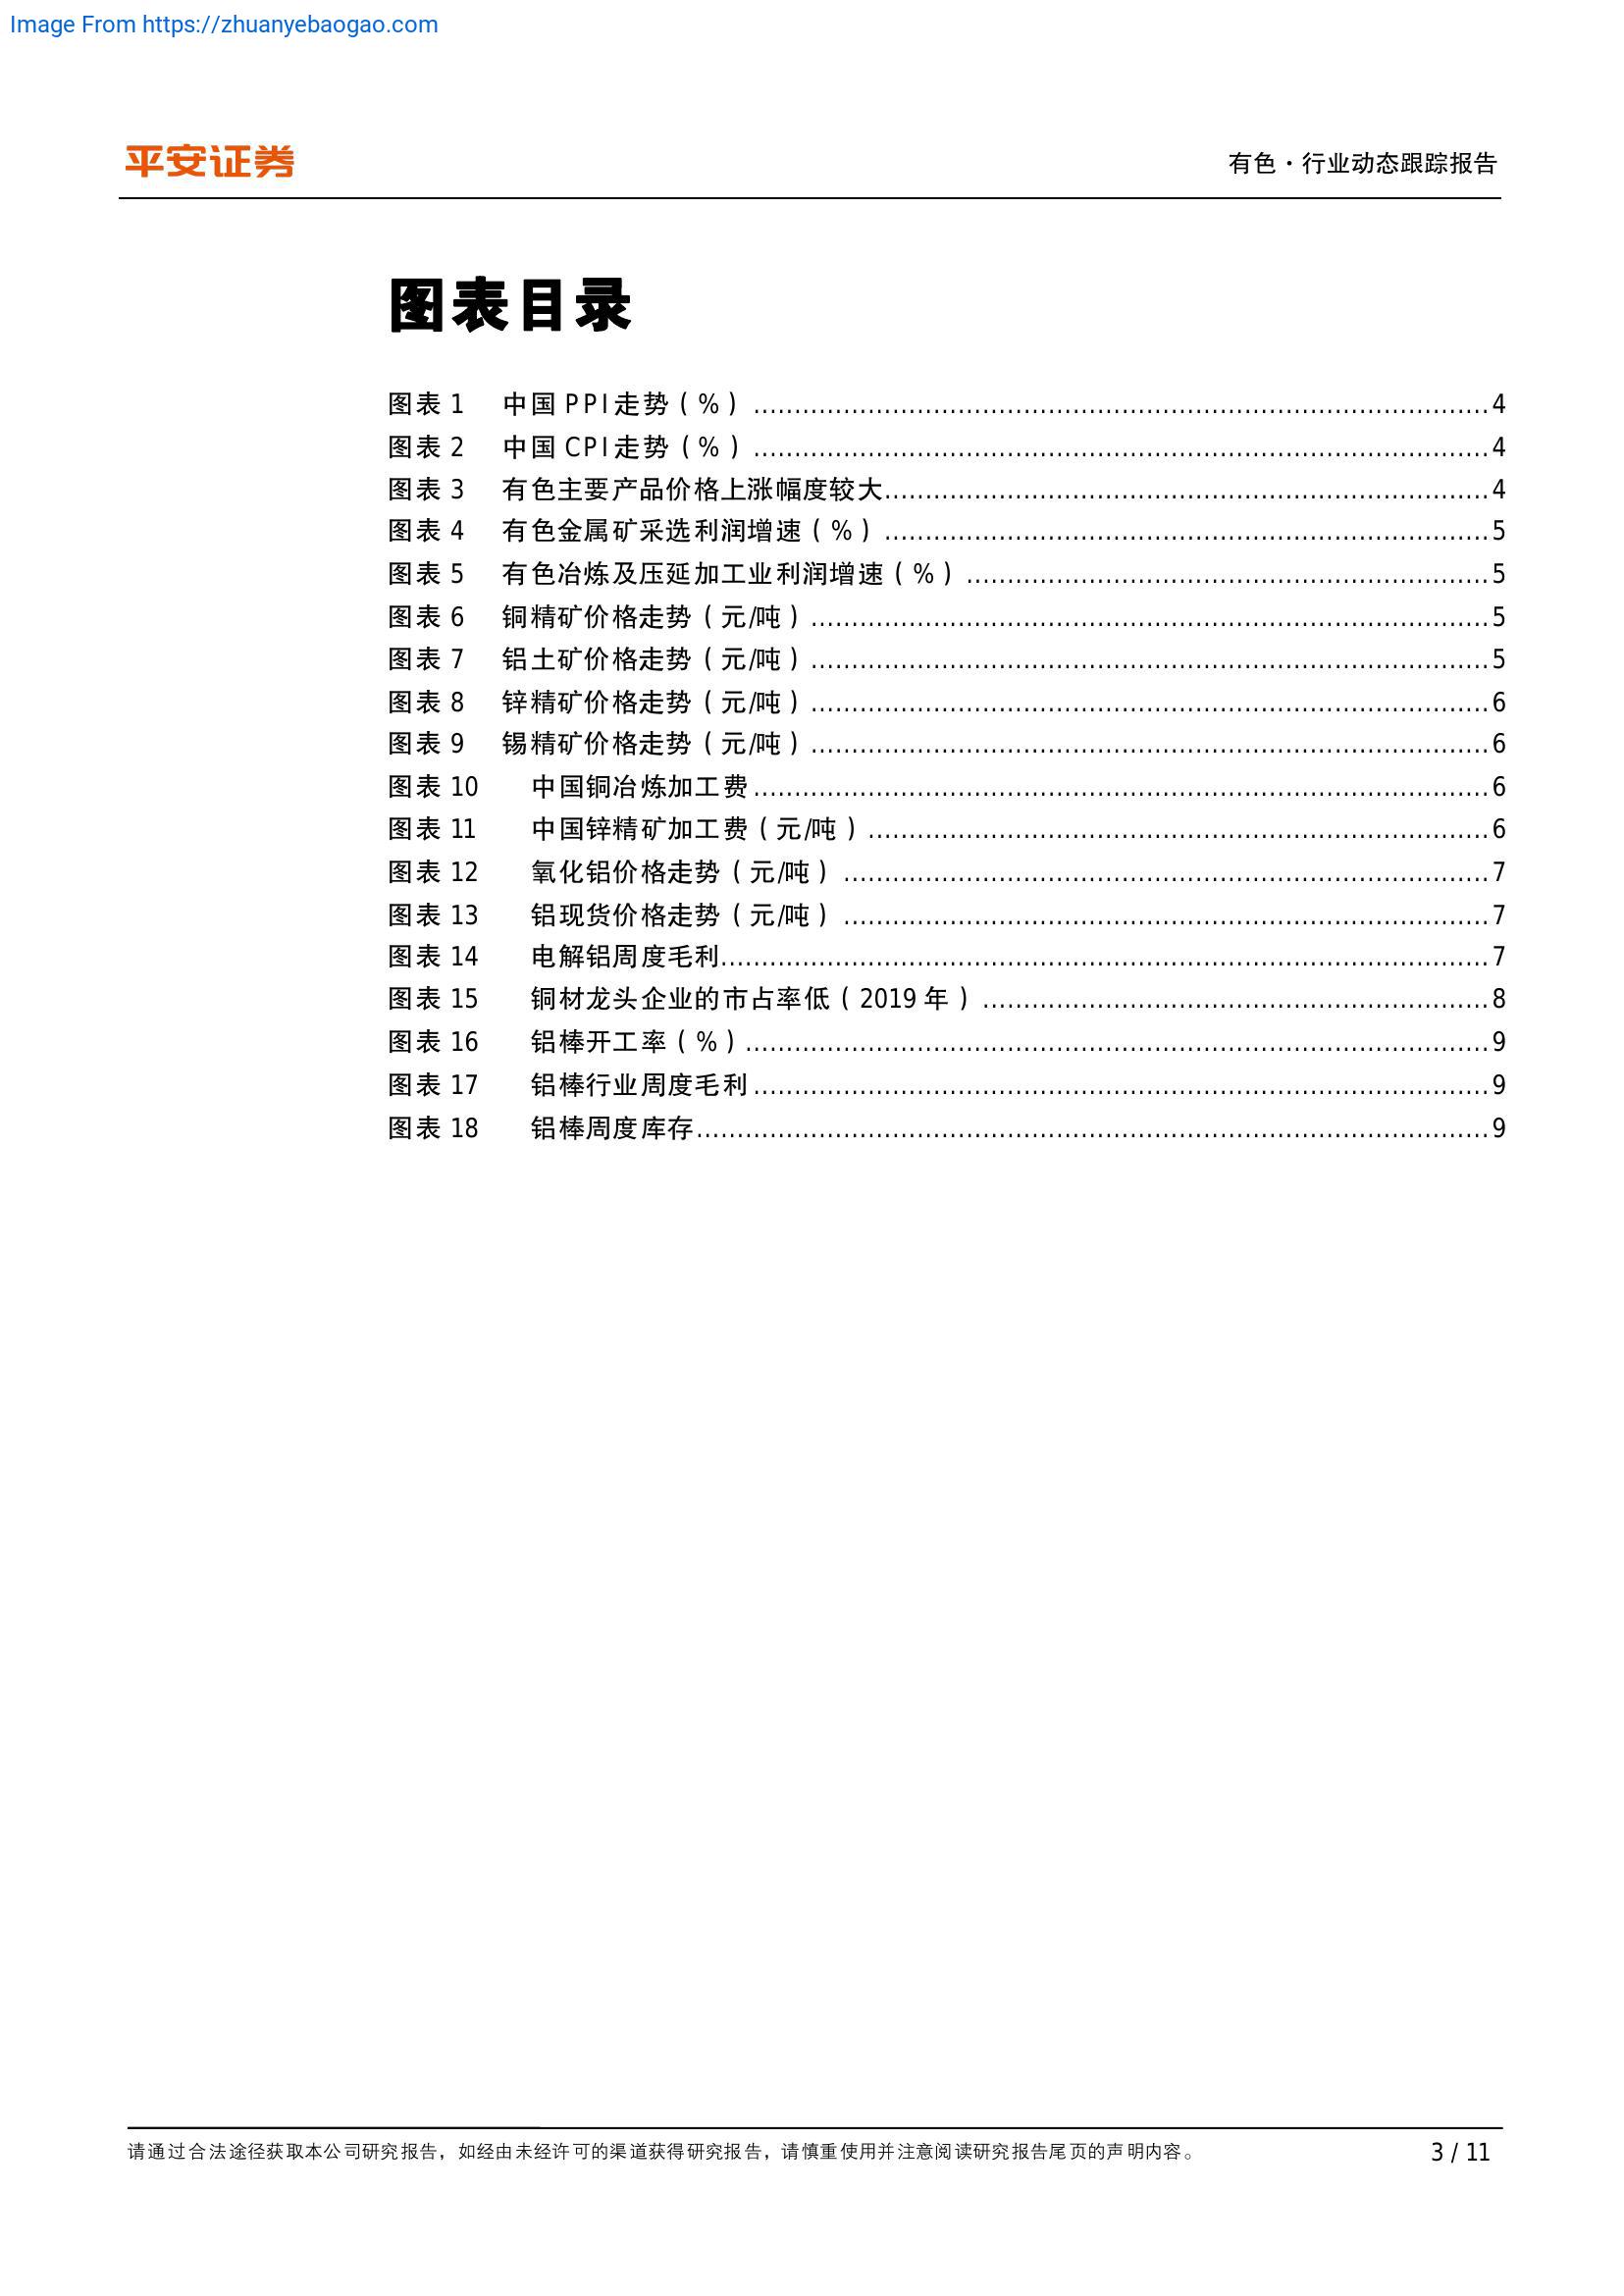 Image From https://zhuanyebaogao.com
平安证券
有色·行业动态跟踪报告
图表目录
图表 1 中国 PPI 走势（%）........................................4
图表 2 中国 CPI 走势（%）........................................4
图表 3 有色主要产品价格上涨幅度较大........................................4
图表 4 有色金属矿采选利润增速（%）........................................5
图表 5 有色冶炼及压延加工业利润增速（%）........................................5
图表 6 铜精矿价格走势（元/吨）........................................5
图表 7 铝土矿价格走势（元/吨）........................................5
图表 8 锌精矿价格走势（元/吨）........................................6
图表 9 锡精矿价格走势（元/吨）........................................6
图表 10 中国铜冶炼加工费........................................6
图表 11 中国锌精矿加工费（元/吨）........................................6
图表 12 氧化铝价格走势（元/吨）........................................7
图表 13 铝现货价格走势（元/吨）........................................7
图表 14 电解铝周度毛利........................................7
图表 15 铜材龙头企业的市占率低（2019 年）........................................8
图表 16 铝棒开工率（%）........................................9
图表 17 铝棒行业周度毛利........................................9
图表 18 铝棒周度库存........................................9
请通过合法途径获取本公司研究报告，如经由未经许可的渠道获得研究报告，请慎重使用并注意阅读研究报告尾页的声明内容。
3 / 11